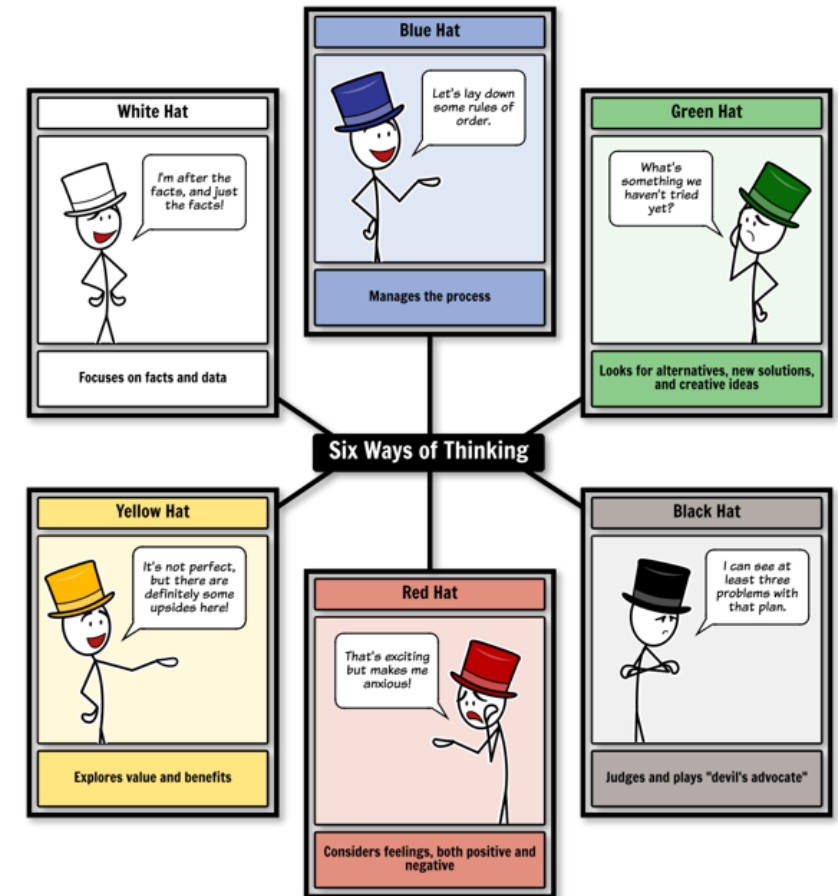 Blue Hat
Let's lay down
some rules of
order.
Manages the process
White Hat
I'm after the
facts, and just
the facts!
Focuses on facts and data
Green Hat
What's
something we
haven't tried
yet?
Looks for alternatives, new solutions,
and creative ideas
Six Ways of Thinking
Yellow Hat
It's not perfect,
but there are
definitely some
upsides here!
Explores value and benefits
Red Hat
That's exciting
but makes me
anxious!
Considers feelings, both positive and
negative
Black Hat
I can see at
least three
problems with
that plan.
Judges and plays "devil's advocate"